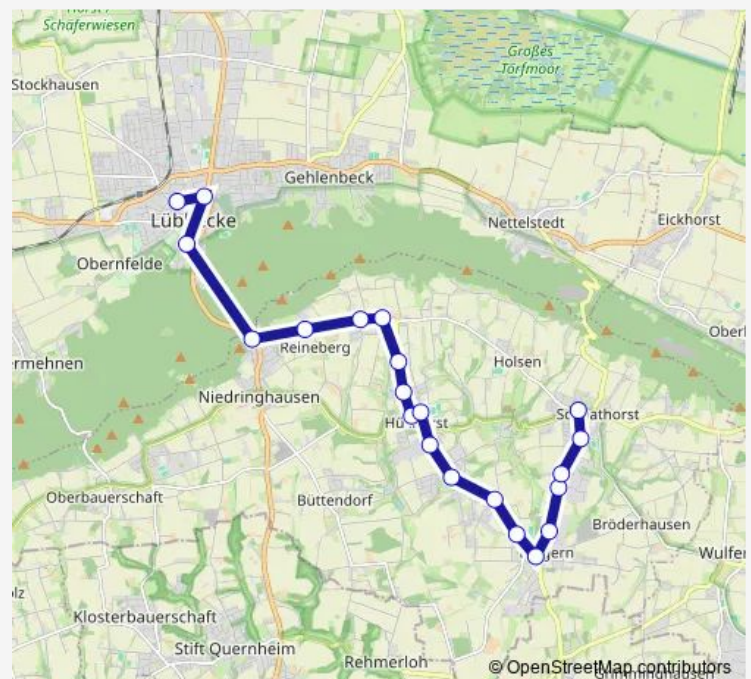 Schäferwiesen
Stockhausen
Großes
Torfmoor
Gehlenbeck
Nettelstedt
Eickhorst
Obernfelde
Reineberg
Holsen
Niedringhausen
Oberbauerschaft
Büttendorf
Bröderhausen
Klosterbauerschaft
Stift Quernheim
Rehmerloh
© OpenStreetMap contributors